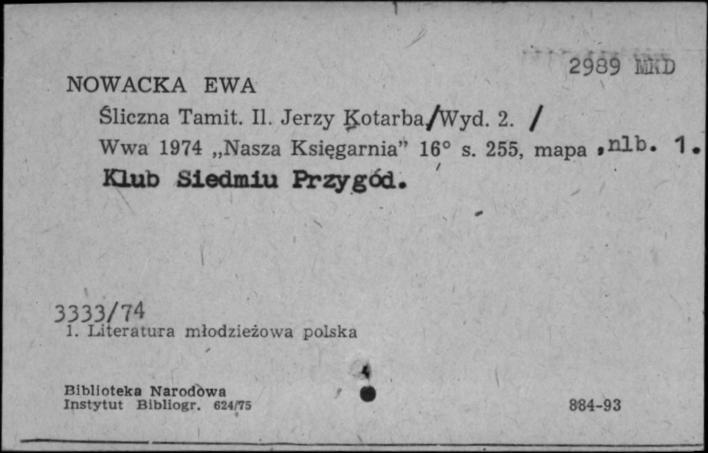 2989 MKD
NOWACKA EWA
Śliczna Tamit. Il. Jerzy Kotarba/Wyd. 2. /
Wwa 1974 „Nasza Księgarnia” 16° s. 255, mapa ,nlb. 1.
Klub Siedmiu Przygód.
3333/74
1. Literatura młodzieżowa polska
Biblioteka Narodowa
Instytut Bibliogr. 624/75
884-93